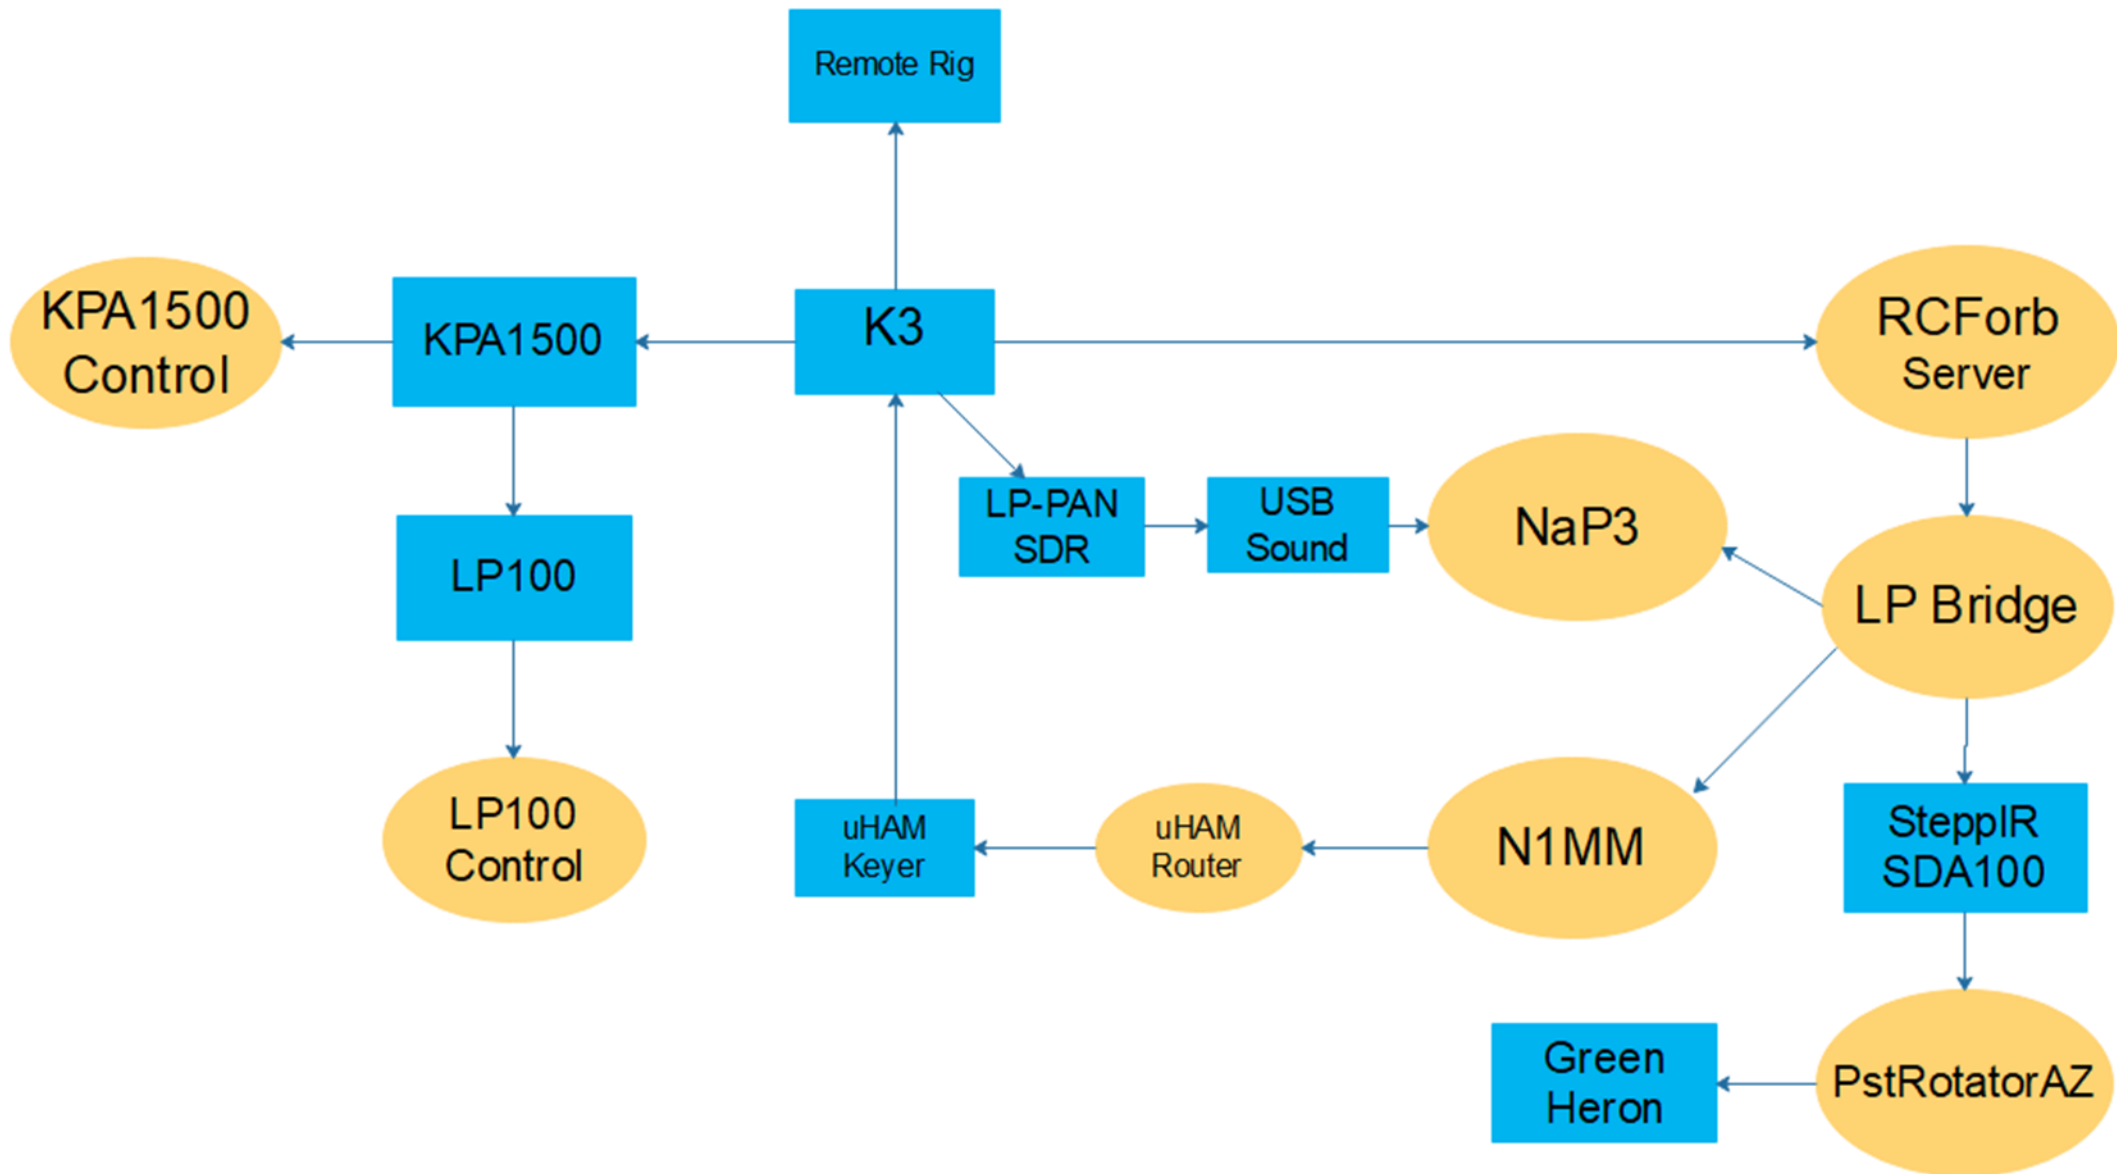 Remote Rig
KPA1500
Control
KPA1500
K3
RCForb
Server
LP-PAN
SDR
USB
Sound
NaP3
LP100
LP Bridge
LP100
Control
uHAM
Keyer
uHAM
Router
N1MM
SteppIR
SDA100
Green
Heron
PstRotatorAZ